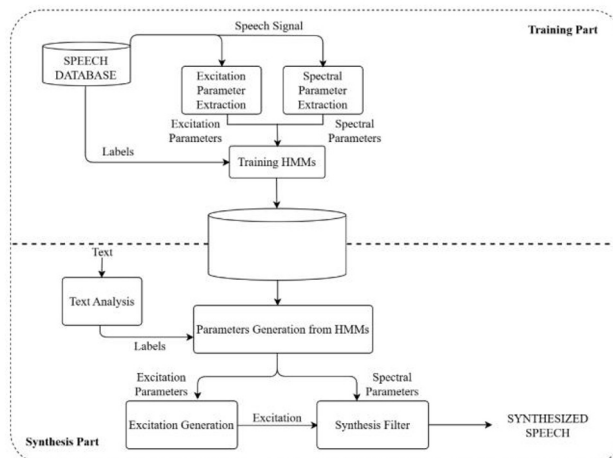 Speech Signal
Training Part
SPEECH
DATABASE
Excitation
Parameter
Extraction
Spectral
Parameter
Extraction
Excitation
Parameters
Spectral
Parameters
Labels
Training HMMs
Text
Text Analysis
Labels
Parameters Generation from HMMs
Excitation
Parameters
Spectral
Parameters
Excitation Generation
Excitation
Synthesis Filter
SYNTHESIZED
SPEECH
Synthesis Part